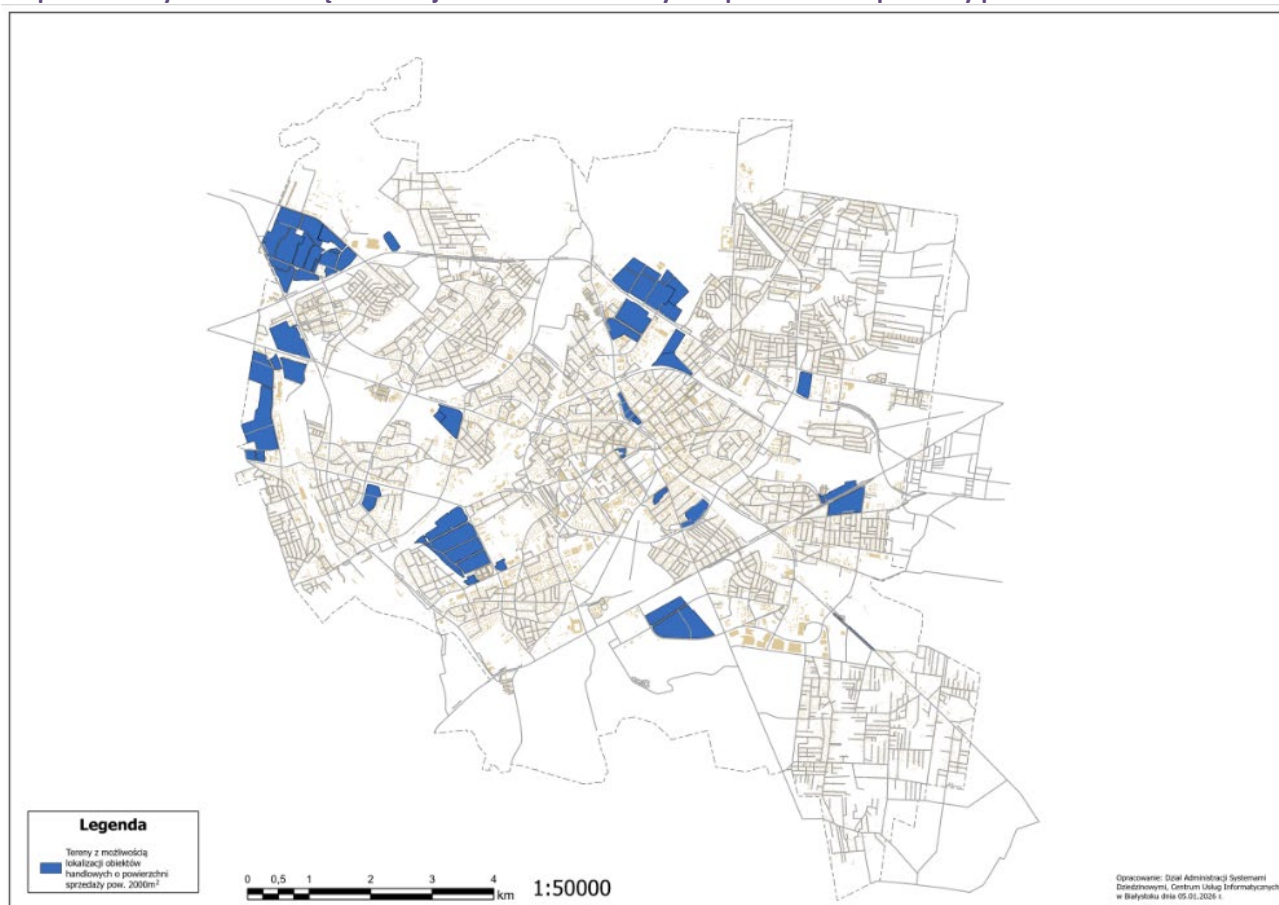 Legenda
Tereny z możliwością
lokalizacji obiektów
handlowych o powierzchni
sprzedaży pow. 2000m²
0 0,5 1 2 3 4
km
1:50000
Opracowanie: Dział Administracji Systemami
Dziedzinowymi, Centrum Usług Informatycznych
w Białymstoku dnia 05.01.2026 r.